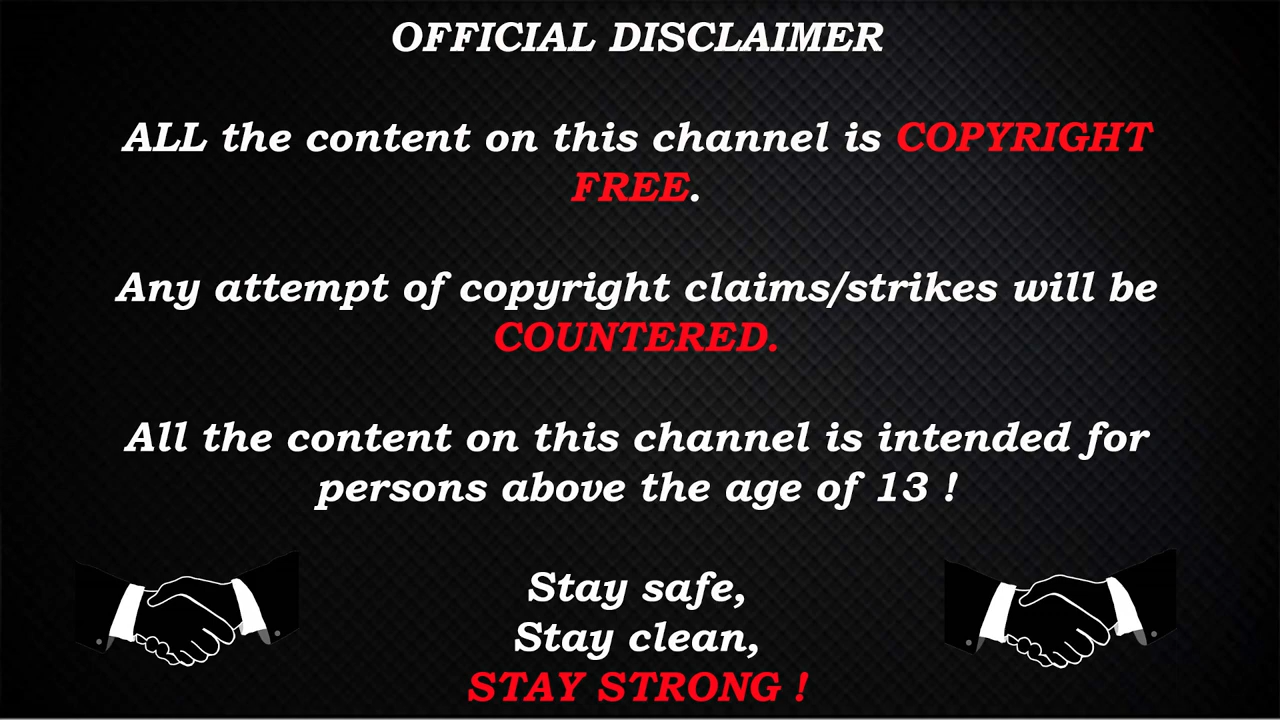 OFFICIAL DISCLAIMER
ALL the content on this channel is COPYRIGHT
FREE.
Any attempt of copyright claims/strikes will be
COUNTERED.
All the content on this channel is intended for
persons above the age of 13 !
Stay safe,
Stay clean,
STAY STRONG !